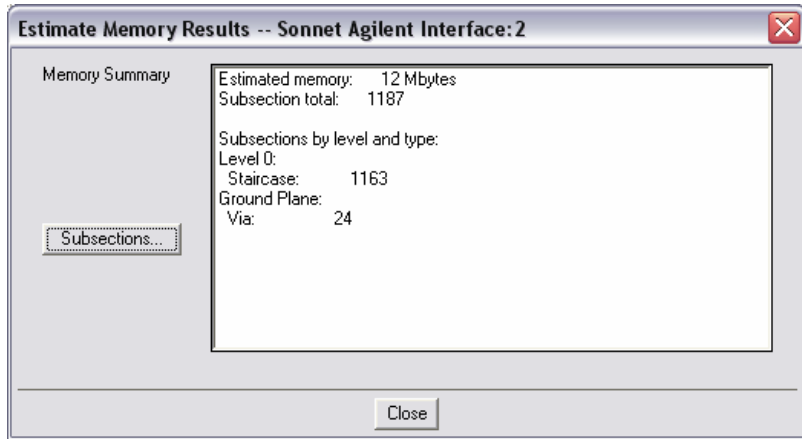 Estimate Memory Results -- Sonnet Agilent Interface:2
Memory Summary
Estimated memory: 12 Mbytes
Subsection total: 1187
Subsections by level and type:
Level 0:
Staircase: 1163
Ground Plane:
Via: 24
Subsections...
Close